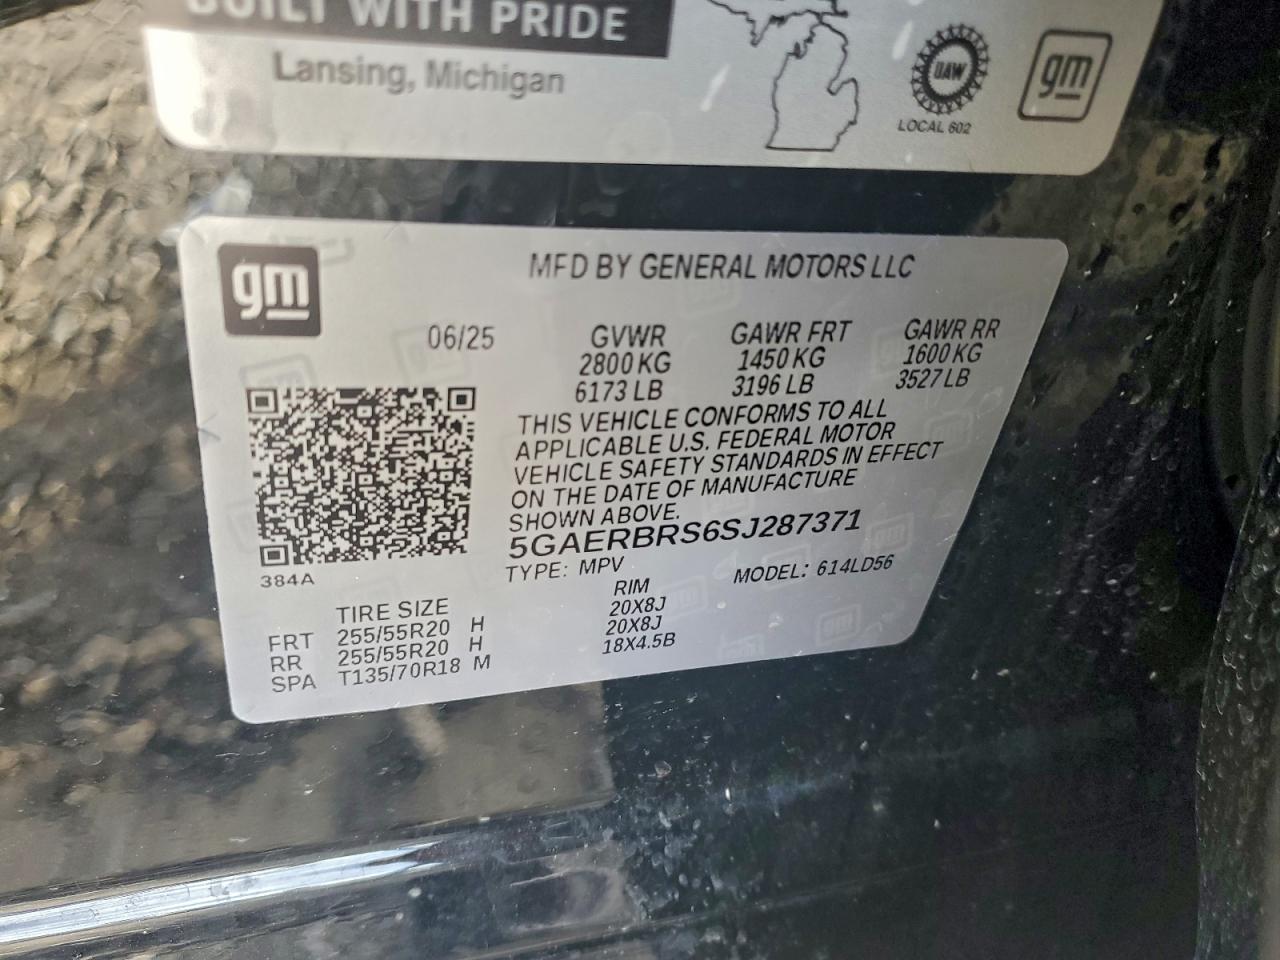 BUILT WITH PRIDE
Lansing, Michigan
UAW
LOCAL 602
gm
gm
MFD BY GENERAL MOTORS LLC
06/25 GVWR GAWR FRT GAWR RR
2800 KG 1450 KG 1600 KG
6173 LB 3196 LB 3527 LB
THIS VEHICLE CONFORMS TO ALL
APPLICABLE U.S. FEDERAL MOTOR
VEHICLE SAFETY STANDARDS IN EFFECT
ON THE DATE OF MANUFACTURE
SHOWN ABOVE.
5GAERBRS6SJ287371
TYPE: MPV MODEL: 614LD56
384A
TIRE SIZE RIM
FRT 255/55R20 H 20X8J
RR 255/55R20 H 20X8J
SPA T135/70R18 M 18X4.5B